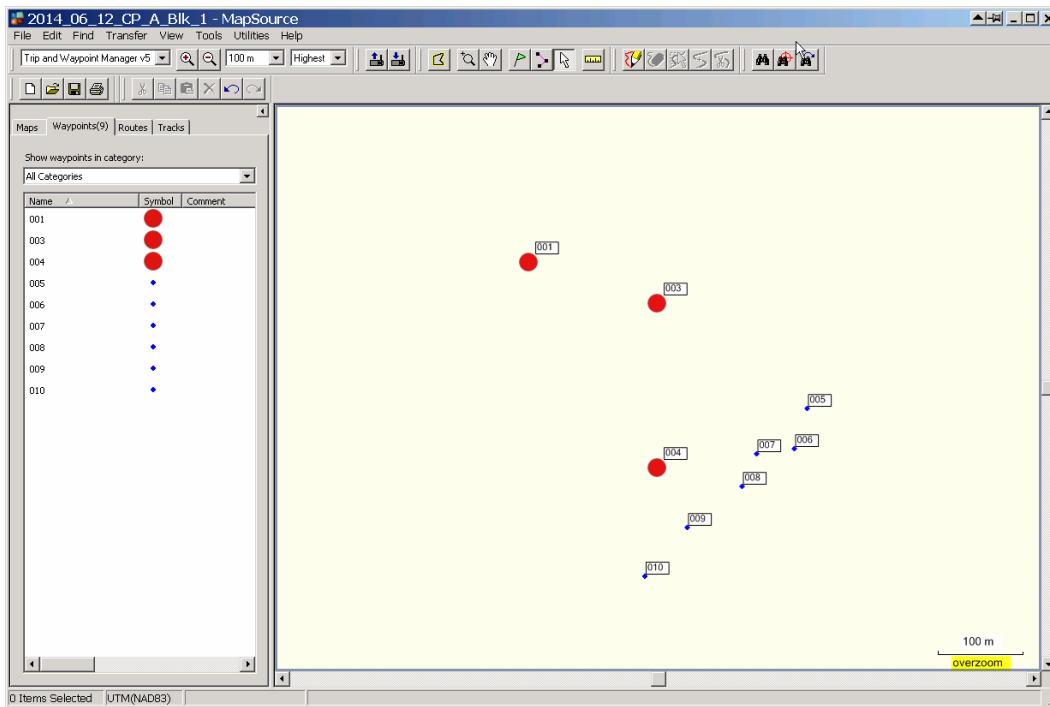 2014_06_12_CP_A_Blk_1 - MapSource
File Edit Find Transfer View Tools Utilities Help
Trip and Waypoint Manager v5 100 m Highest
Maps Waypoints(9) Routes Tracks
Show waypoints in category:
All Categories
Name Symbol Comment
001
003
004
005
006
007
008
009
010
001
003
005
006
007
004
008
009
010
100 m
overzoom
0 Items Selected UTM(NAD83)